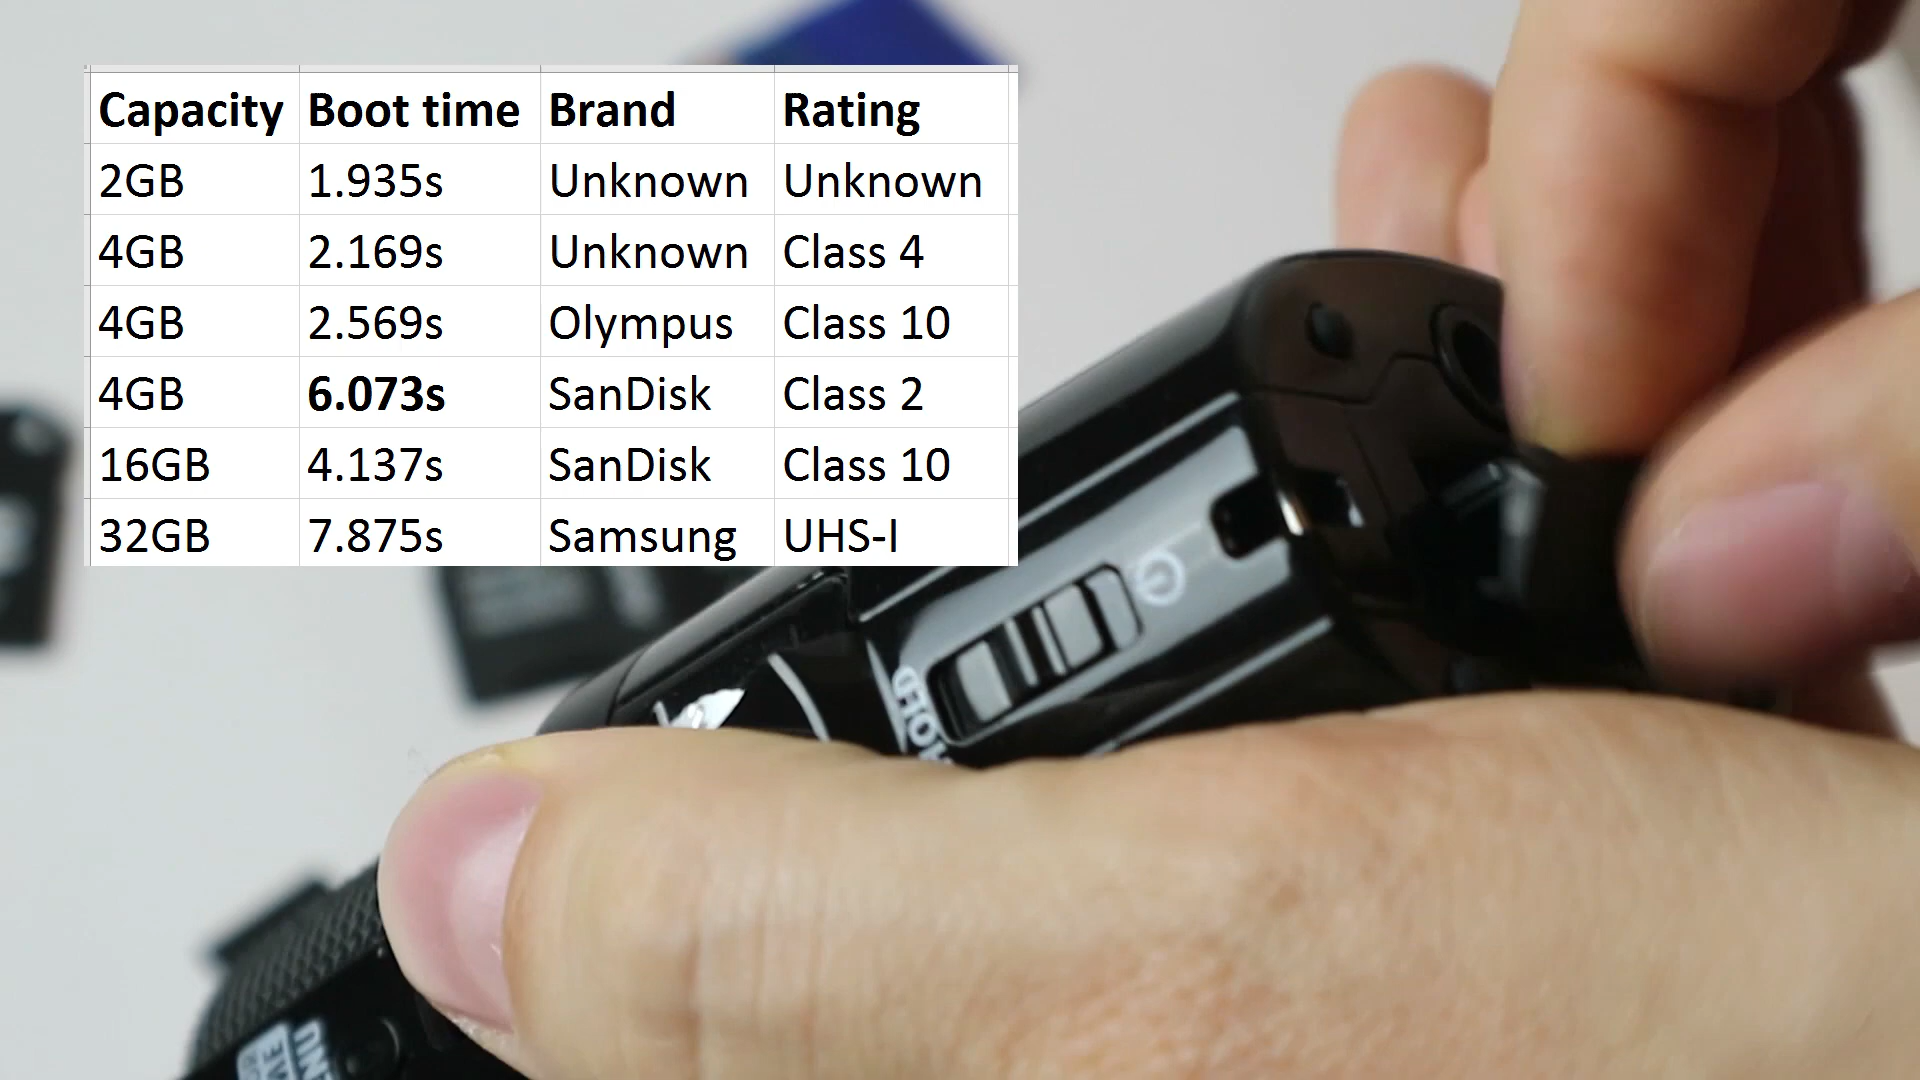 Capacity Boot time Brand Rating
2GB 1.935s Unknown Unknown
4GB 2.169s Unknown Class 4
4GB 2.569s Olympus Class 10
4GB 6.073s SanDisk Class 2
16GB 4.137s SanDisk Class 10
32GB 7.875s Samsung UHS-I
HOLD